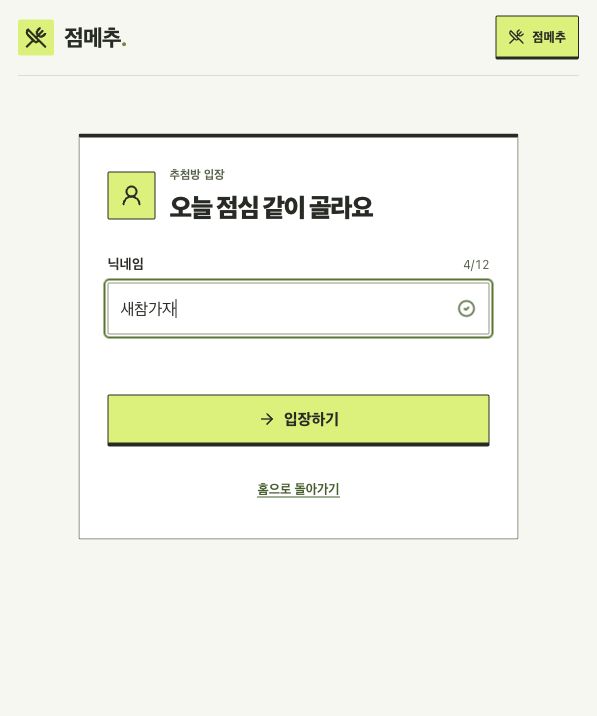 점메추.
점메추
추첨방 입장
오늘 점심 같이 골라요
닉네임
4/12
새참가자
입장하기
홈으로 돌아가기